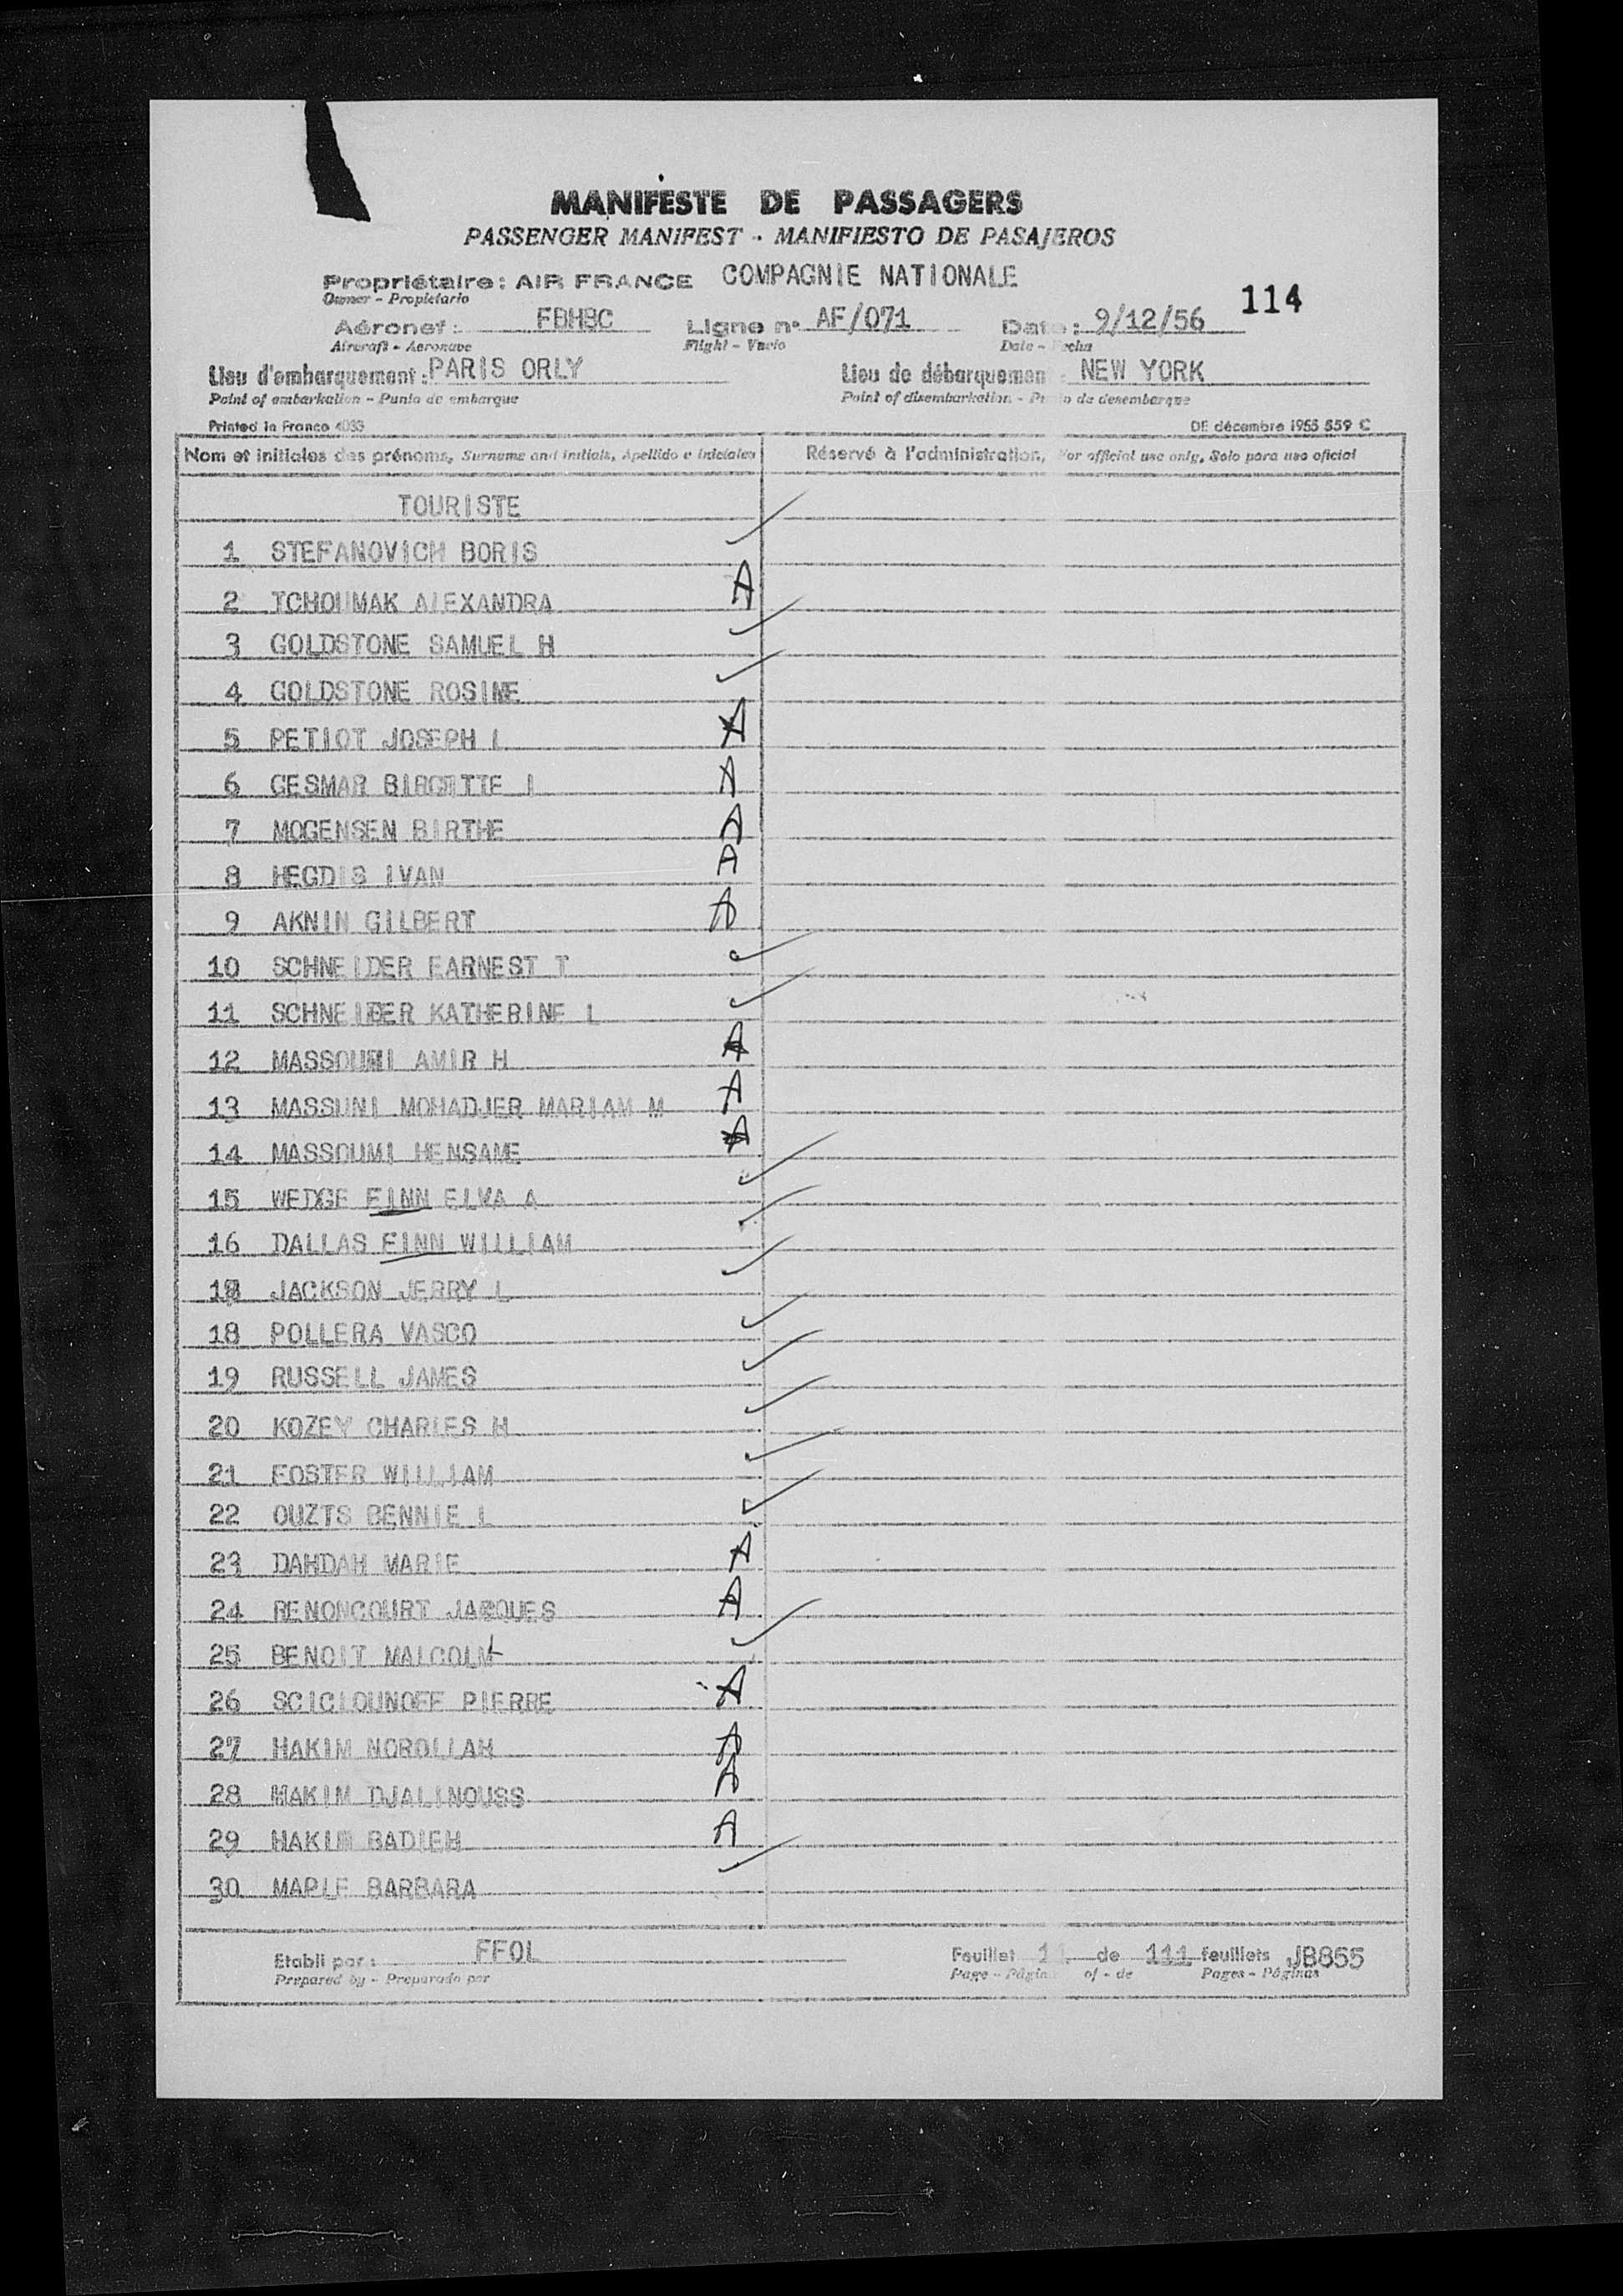 MANIFESTE DE PASSAGERS
PASSENGER MANIFEST - MANIFIESTO DE PASAJEROS
Propriétaire: AIR FRANCE COMPAGNIE NATIONALE
Owner - Propietario
114
Aéronef: FBHBC Ligne n° AF/071 Date: 9/12/56
Aircraft - Aeronave Flight - Vuelo Date - Fecha
Lieu d'embarquement: PARIS ORLY Lieu de débarquement NEW YORK
Point of embarkation - Punto de embarque Point of disembarkation - Punto de desembarque
Printed in France 4033 DE décembre 1955 559 C
Nom et initiales des prénoms, Surname and initials, Apellido e iniciales Réservé à l'administration, For official use only, Solo para uso oficial
TOURISTE
1 STEFANOVICH BORIS ✓
2 TCHOUMAK ALEXANDRA A
3 GOLDSTONE SAMUEL H ✓
4 GOLDSTONE ROSINE ✓
5 PETIOT JOSEPH L A
6 GESMAR BIRGITTE I A
7 MOGENSEN BIRTHE A
8 HEGDIS IVAN A
9 AKNIN GILBERT A
10 SCHNEIDER EARNEST T ✓
11 SCHNEIDER KATHERINE L ✓
12 MASSOUMI AMIR H A
13 MASSUNI MOHADJER MARIAM M A
14 MASSOUMI HENSAME A
15 WEDGE FINN ELVA A ✓
16 DALLAS FINN WILLIAM ✓
17 JACKSON JERRY L ✓
18 POLLERA VASCO ✓
19 RUSSELL JAMES ✓
20 KOZEY CHARLES H ✓
21 FOSTER WILLIAM ✓
22 OUZTS BENNIE L ✓
23 DAHDAH MARIE A
24 RENONCOURT JACQUES A
25 BENOIT MALCOLM L ✓
26 SCICLOUNOFF PIERRE A
27 HAKIM NOROLLAH A
28 HAKIM DJALINOUSS A
29 HAKIM BADIEH A
30 MAPLE BARBARA ✓
Etabli par: FFOL Feuillet de 111 feuillets JB855
Prepared by - Preparado por Page - Página of - de Pages - Páginas